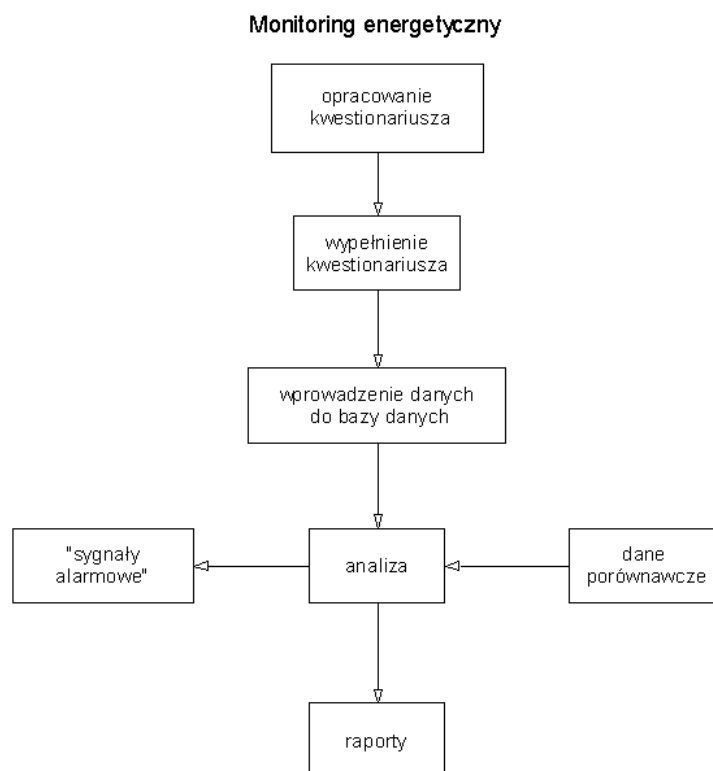 Monitoring energetyczny
opracowanie
kwestionariusza
wypełnienie
kwestionariusza
wprowadzenie danych
do bazy danych
"sygnały
alarmowe"
analiza
dane
porównawcze
raporty